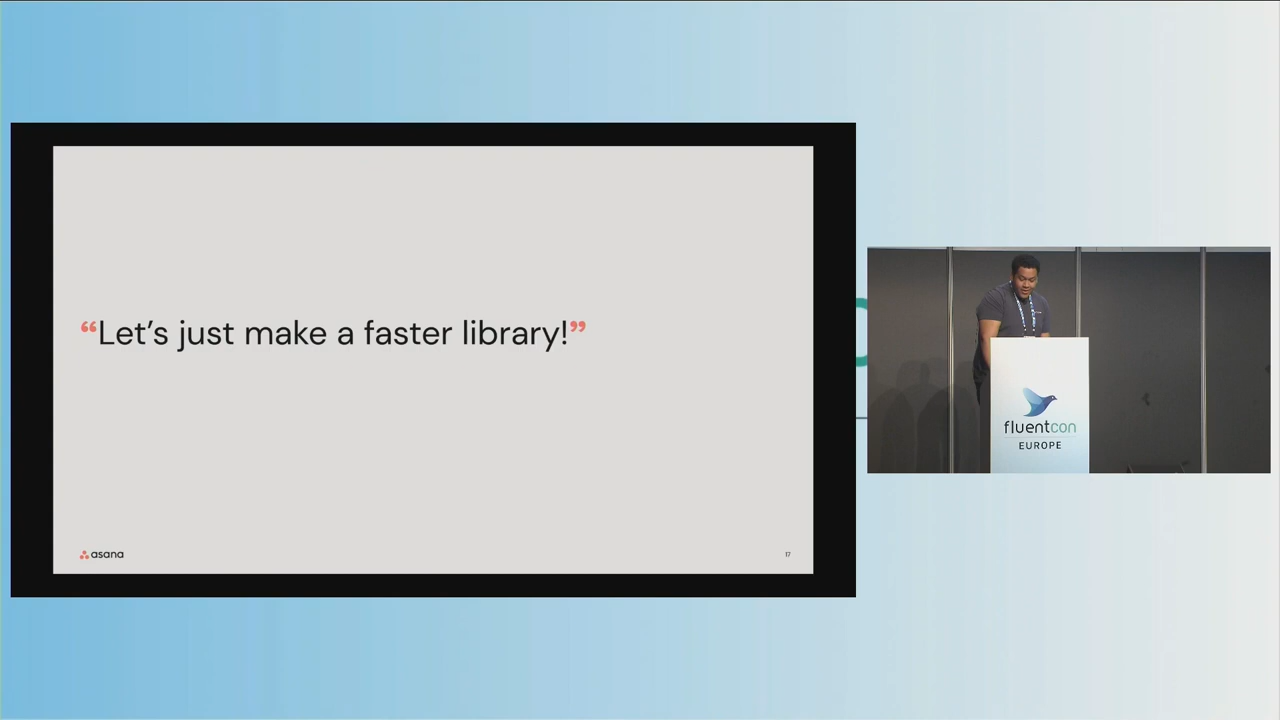 “Let’s just make a faster library!”
asana
17
fluentcon
EUROPE